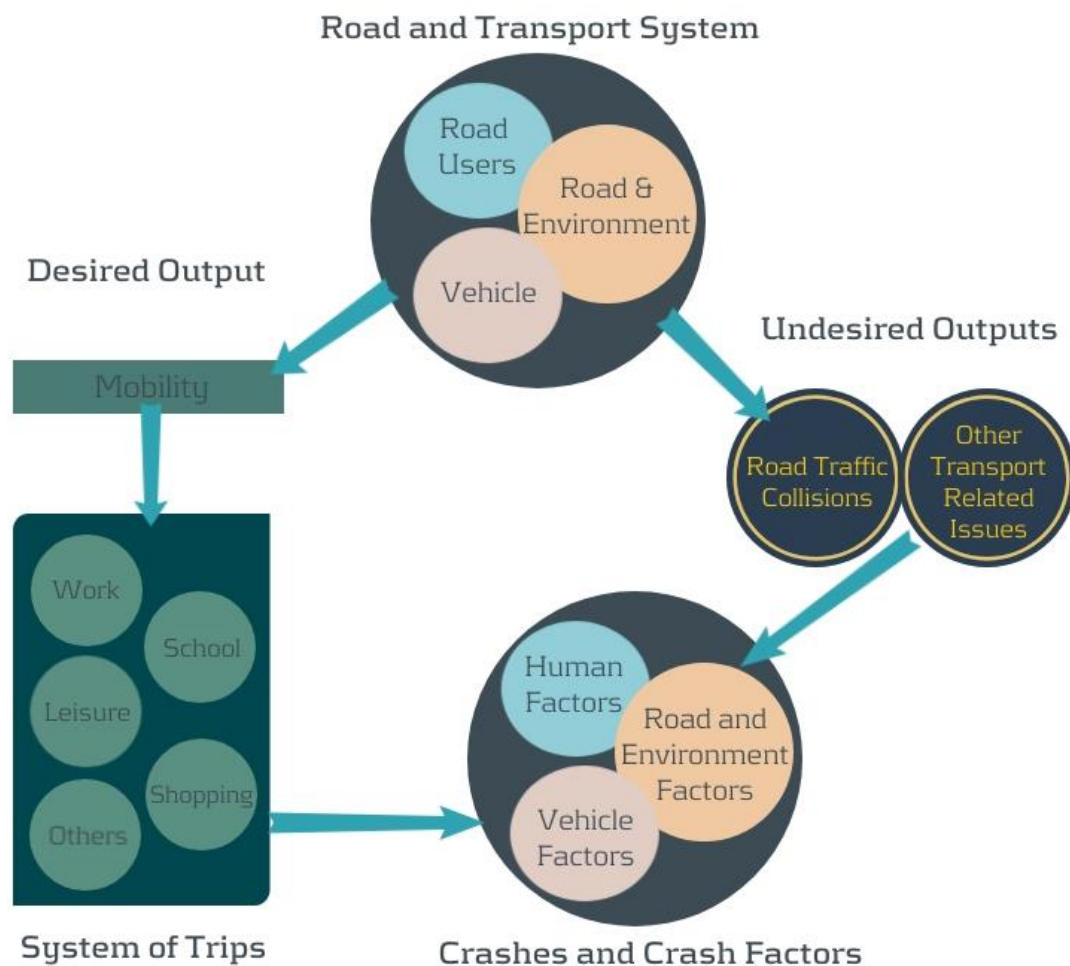 Road and Transport System
Road
Users
Road &
Environment
Vehicle
Desired Output
Mobility
Undesired Outputs
Road Traffic
Collisions
Other
Transport
Related
Issues
Work
School
Leisure
Shopping
Others
System of Trips
Human
Factors
Road and
Environment
Factors
Vehicle
Factors
Crashes and Crash Factors